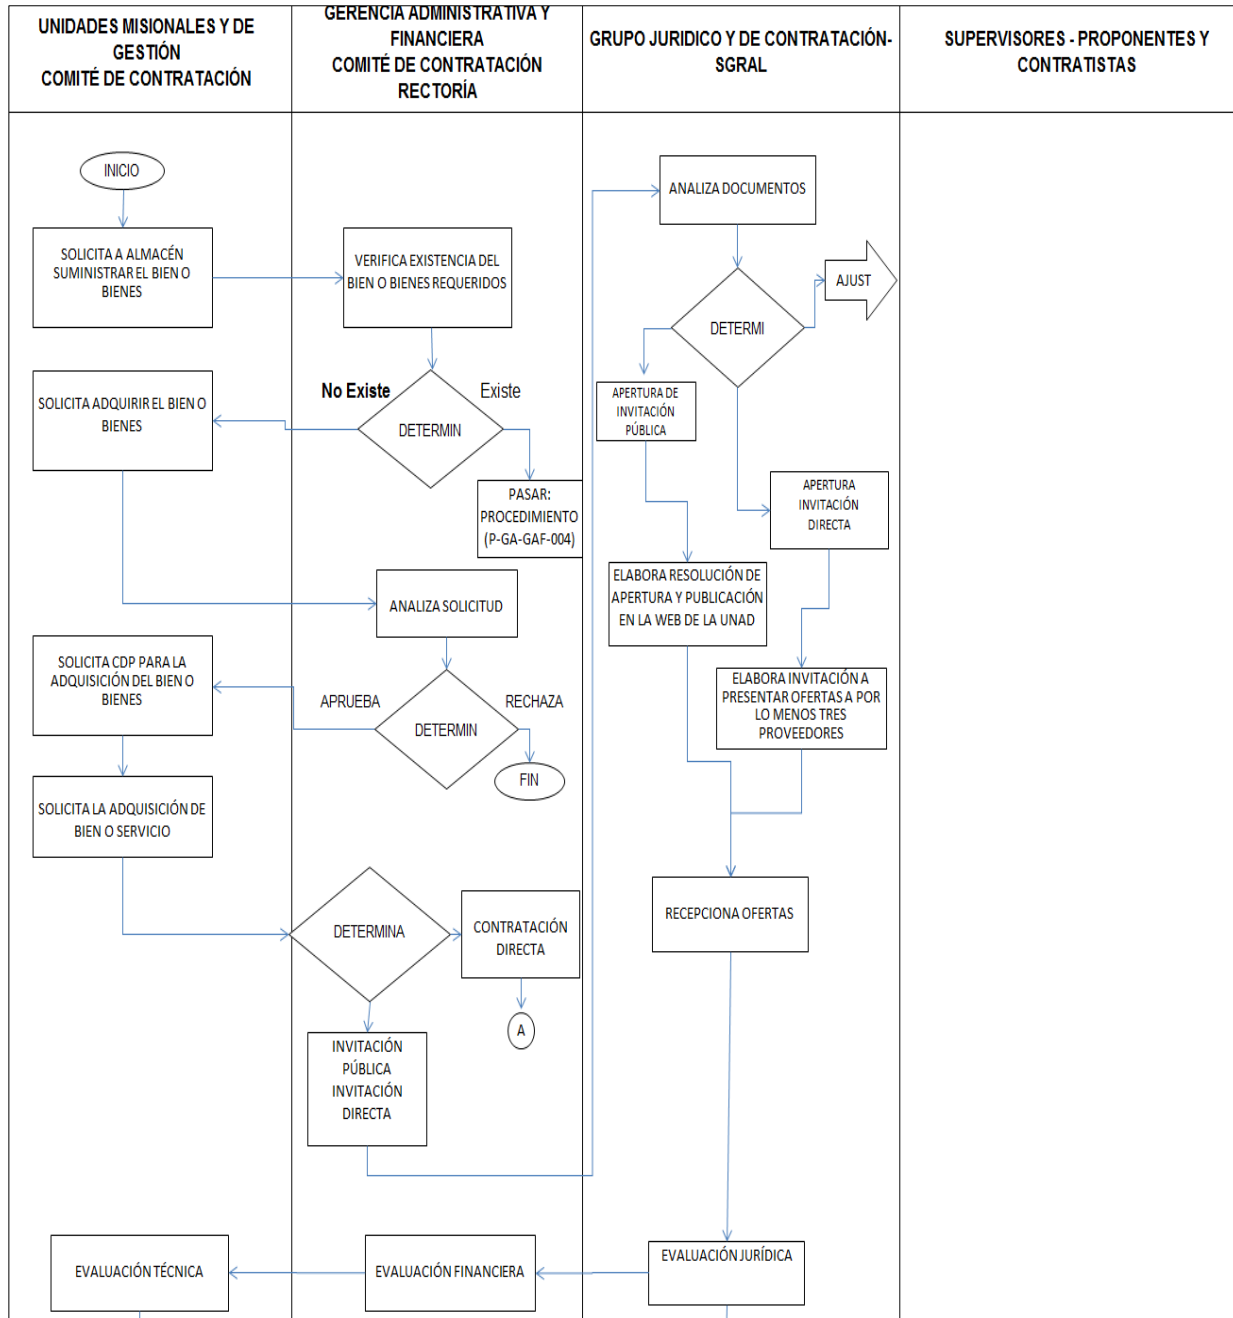 UNIDADES MISIONALES Y DE
GESTIÓN
COMITÉ DE CONTRATACIÓN
GERENCIA ADMINISTRATIVA Y
FINANCIERA
COMITÉ DE CONTRATACIÓN
RECTORÍA
GRUPO JURIDICO Y DE CONTRATACIÓN-
SGRAL
SUPERVISORES - PROPONENTES Y
CONTRATISTAS
INICIO
SOLICITA A ALMACÉN
SUMINISTRAR EL BIEN O
BIENES
VERIFICA EXISTENCIA DEL
BIEN O BIENES REQUERIDOS
No Existe
Existe
DETERMIN
SOLICITA ADQUIRIR EL BIEN O
BIENES
PASAR:
PROCEDIMIENTO
(P-GA-GAF-004)
ANALIZA SOLICITUD
APRUEBA
RECHAZA
DETERMIN
FIN
SOLICITA CDP PARA LA
ADQUISICIÓN DEL BIEN O
BIENES
SOLICITA LA ADQUISICIÓN DE
BIEN O SERVICIO
DETERMINA
CONTRATACIÓN
DIRECTA
A
INVITACIÓN
PÚBLICA
INVITACIÓN
DIRECTA
ANALIZA DOCUMENTOS
AJUST
DETERMI
APERTURA DE
INVITACIÓN
PÚBLICA
APERTURA
INVITACIÓN
DIRECTA
ELABORA RESOLUCIÓN DE
APERTURA Y PUBLICACIÓN
EN LA WEB DE LA UNAD
ELABORA INVITACIÓN A
PRESENTAR OFERTAS A POR
LO MENOS TRES
PROVEEDORES
RECEPCIONA OFERTAS
EVALUACIÓN JURÍDICA
EVALUACIÓN FINANCIERA
EVALUACIÓN TÉCNICA